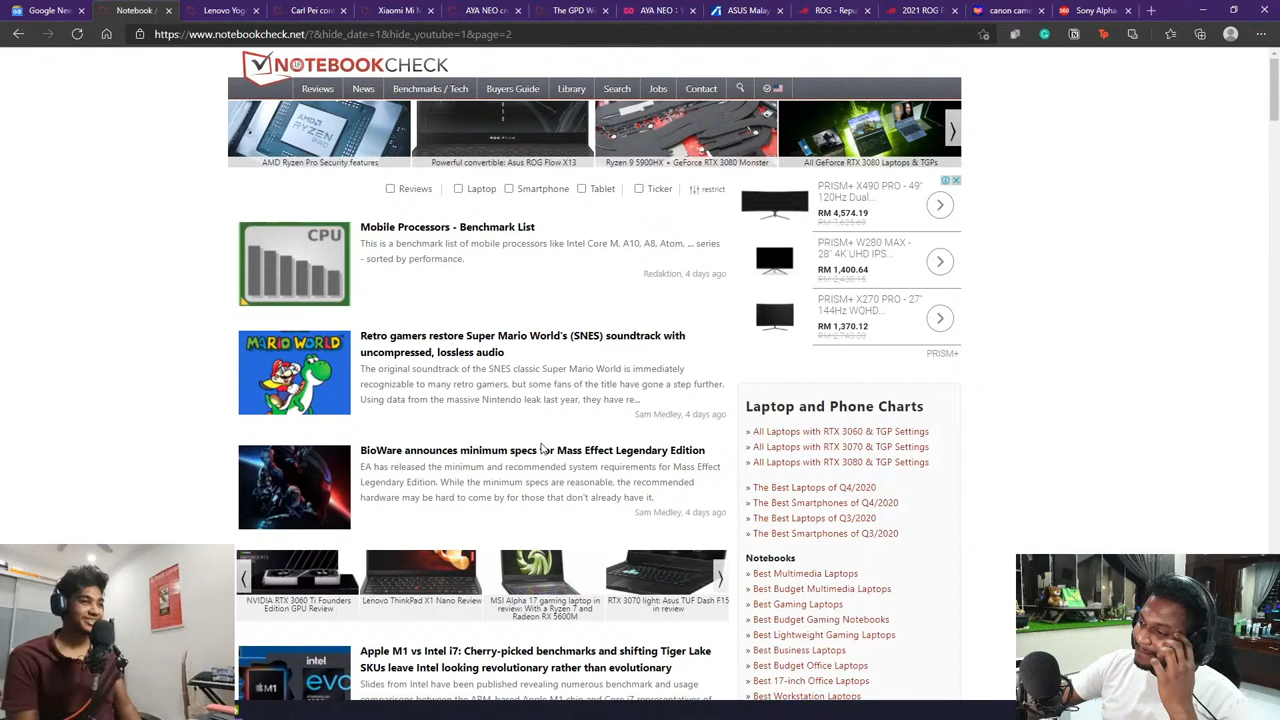 Google News
Notebook
Lenovo Yog
Carl Pei con
Xiaomi Mi
AYA NEO cr
The GPD W
AYA NEO : 
ASUS Malay
ROG - Repu
2021 ROG F
canon came
Sony Alpha
https://www.notebookcheck.net/?&hide_date=1&hide_youtube=1&page=2
NOTEBOOKCHECK
Reviews
News
Benchmarks / Tech
Buyers Guide
Library
Search
Jobs
Contact
AMD Ryzen Pro Security features
Powerful convertible: Asus ROG Flow X13
Ryzen 9 5900HX + GeForce RTX 3080 Monster
All GeForce RTX 3080 Laptops & TGPs
Reviews
Laptop
Smartphone
Tablet
Ticker
restrict
CPU
Mobile Processors - Benchmark List
This is a benchmark list of mobile processors like Intel Core M, A10, A8, Atom, ... series
- sorted by performance.
Redaktion, 4 days ago
MARIO WORLD
Retro gamers restore Super Mario World's (SNES) soundtrack with
uncompressed, lossless audio
The original soundtrack of the SNES classic Super Mario World is immediately
recognizable to many retro gamers, but some fans of the title have gone a step further.
Using data from the massive Nintendo leak last year, they have re...
Sam Medley, 4 days ago
BioWare announces minimum specs for Mass Effect Legendary Edition
EA has released the minimum and recommended system requirements for Mass Effect
Legendary Edition. While the minimum specs are reasonable, the recommended
hardware may be hard to come by for those that don't already have it.
Sam Medley, 4 days ago
NVIDIA RTX 3060 Ti Founders
Edition GPU Review
Lenovo ThinkPad X1 Nano Review
MSI Alpha 17 gaming laptop in
review: With a Ryzen 7 and
Radeon RX 5600M
RTX 3070 light: Asus TUF Dash F15
in review
intel
M1
evo
Apple M1 vs Intel i7: Cherry-picked benchmarks and shifting Tiger Lake
SKUs leave Intel looking revolutionary rather than evolutionary
Slides from Intel have been published revealing numerous benchmark and usage
comparisons between the ARM-based Apple M1 chip and Core i7 representatives of
PRISM+ X490 PRO - 49"
120Hz Dual...
RM 4,574.19
PRISM+ W280 MAX -
28" 4K UHD IPS...
RM 1,400.64
PRISM+ X270 PRO - 27"
144Hz WQHD...
RM 1,370.12
PRISM+
Laptop and Phone Charts
» All Laptops with RTX 3060 & TGP Settings
» All Laptops with RTX 3070 & TGP Settings
» All Laptops with RTX 3080 & TGP Settings
» The Best Laptops of Q4/2020
» The Best Smartphones of Q4/2020
» The Best Laptops of Q3/2020
» The Best Smartphones of Q3/2020
Notebooks
» Best Multimedia Laptops
» Best Budget Multimedia Laptops
» Best Gaming Laptops
» Best Budget Gaming Notebooks
» Best Lightweight Gaming Laptops
» Best Business Laptops
» Best Budget Office Laptops
» Best 17-inch Office Laptops
» Best Workstation Laptops